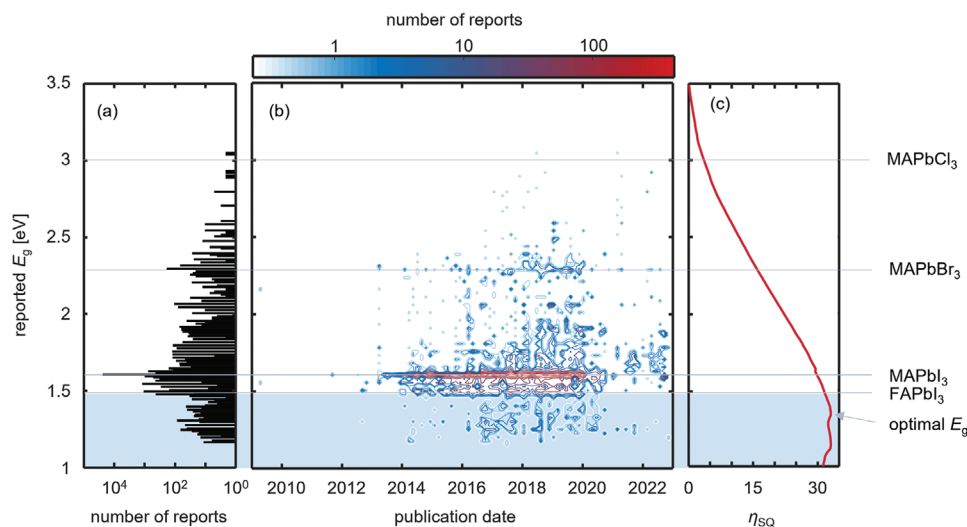 number of reports
1 10 100
(a) (b) (c)
3.5
3
2.5
2
1.5
1
reported E_g [eV]
MAPbCl₃
MAPbBr₃
MAPbI₃
FAPbI₃
optimal E_g
10⁴ 10² 10⁰
2010 2012 2014 2016 2018 2020 2022
0 15 30
number of reports
publication date
η_SQ